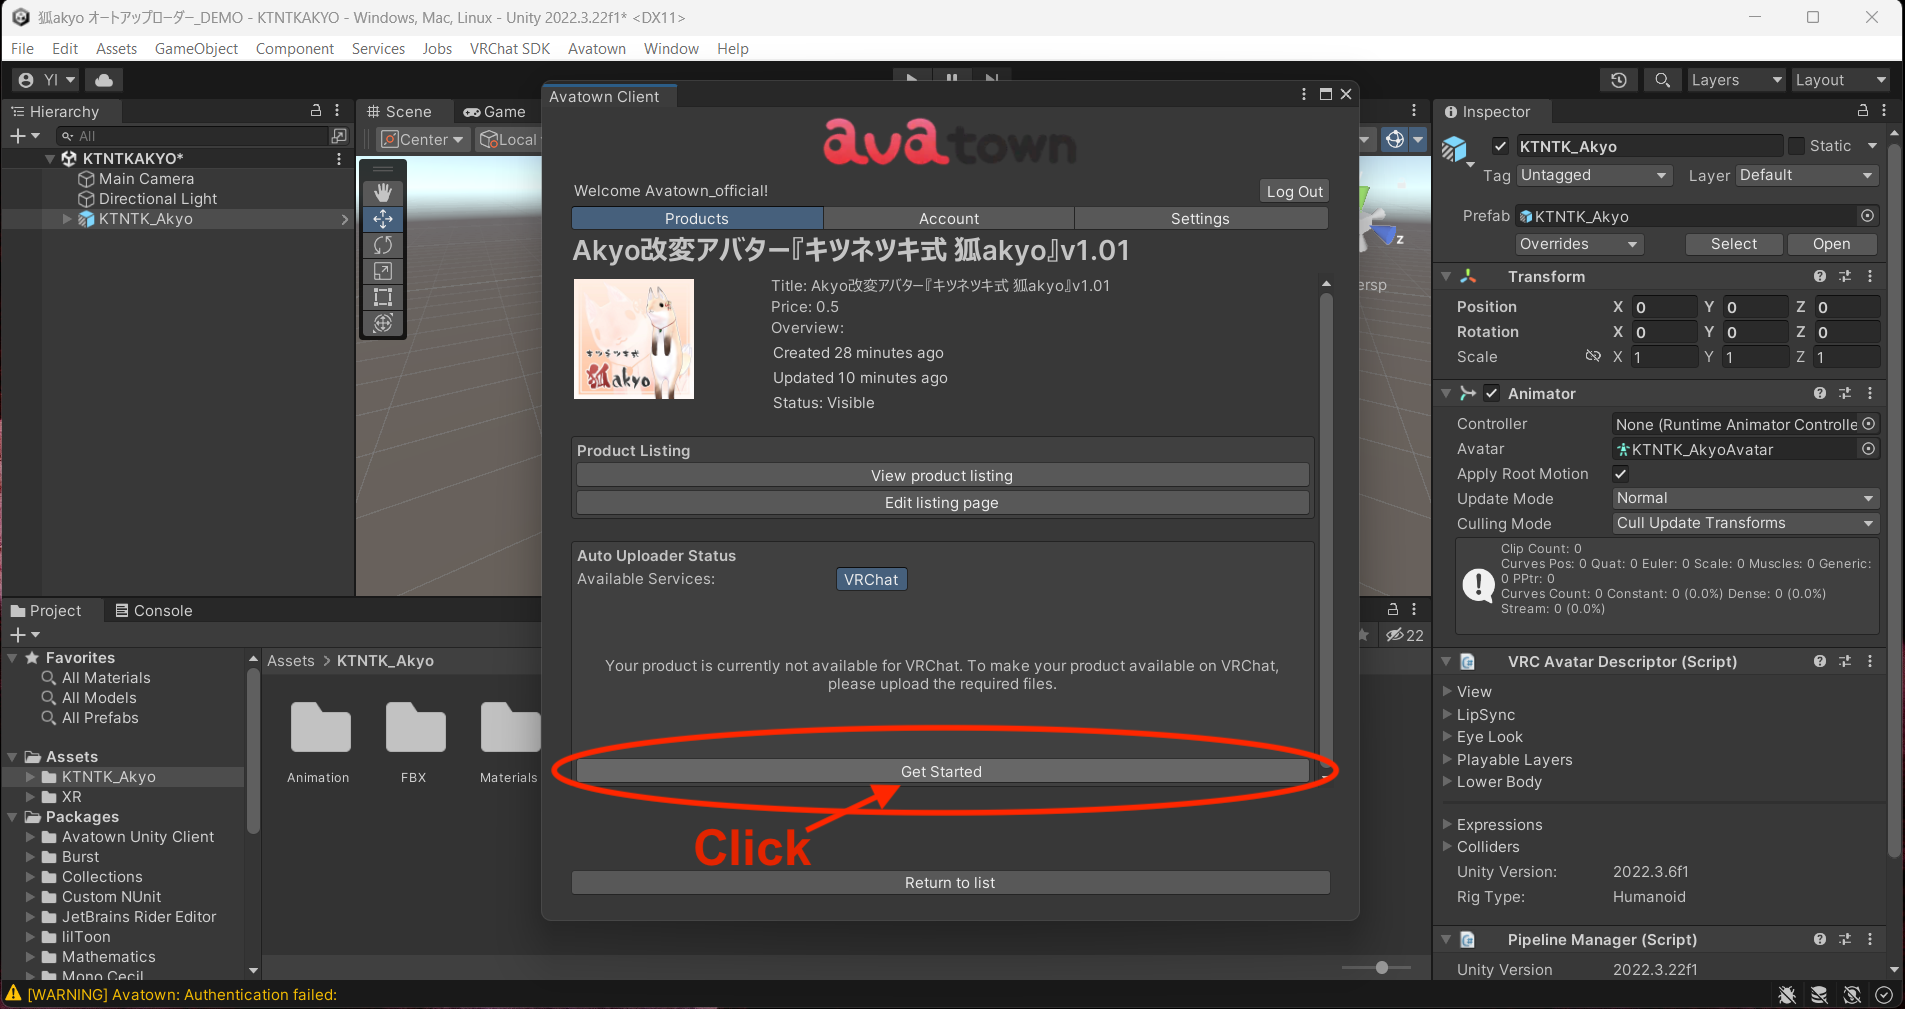 狐akyo オートアップローダー_DEMO - KTNTKAKYO - Windows, Mac, Linux - Unity 2022.3.22f1* <DX11>
File Edit Assets GameObject Component Services Jobs VRChat SDK Avatown Window Help
YI
Layers
Layout
Hierarchy
All
KTNTKAKYO*
Main Camera
Directional Light
KTNTK_Akyo
Scene
Game
Center
Local
z
ersp
Avatown Client
avatown
Welcome Avatown_official!
Log Out
Products Account Settings
Akyo改変アバター『キツネツキ式 狐akyo』v1.01
キツネツキ式
狐akyo
Title: Akyo改変アバター『キツネツキ式 狐akyo』v1.01
Price: 0.5
Overview:
Created 28 minutes ago
Updated 10 minutes ago
Status: Visible
Product Listing
View product listing
Edit listing page
Auto Uploader Status
Available Services: VRChat
Your product is currently not available for VRChat. To make your product available on VRChat,
please upload the required files.
Get Started
Click
Return to list
Inspector
KTNTK_Akyo
Static
Tag Untagged Layer Default
Prefab KTNTK_Akyo
Overrides Select Open
Transform
Position X 0 Y 0 Z 0
Rotation X 0 Y 0 Z 0
Scale X 1 Y 1 Z 1
Animator
Controller None (Runtime Animator Controlle
Avatar KTNTK_AkyoAvatar
Apply Root Motion
Update Mode Normal
Culling Mode Cull Update Transforms
Clip Count: 0
Curves Pos: 0 Quat: 0 Euler: 0 Scale: 0 Muscles: 0 Generic:
0 PPtr: 0
Curves Count: 0 Constant: 0 (0.0%) Dense: 0 (0.0%)
Stream: 0 (0.0%)
VRC Avatar Descriptor (Script)
View
LipSync
Eye Look
Playable Layers
Lower Body
Expressions
Colliders
Unity Version: 2022.3.6f1
Rig Type: Humanoid
Pipeline Manager (Script)
Unity Version 2022.3.22f1
Project
Console
22
Favorites
All Materials
All Models
All Prefabs
Assets
KTNTK_Akyo
XR
Packages
Avatown Unity Client
Burst
Collections
Custom NUnit
JetBrains Rider Editor
lilToon
Mathematics
Mono Cecil
Assets > KTNTK_Akyo
Animation
FBX
Materials
[WARNING] Avatown: Authentication failed: